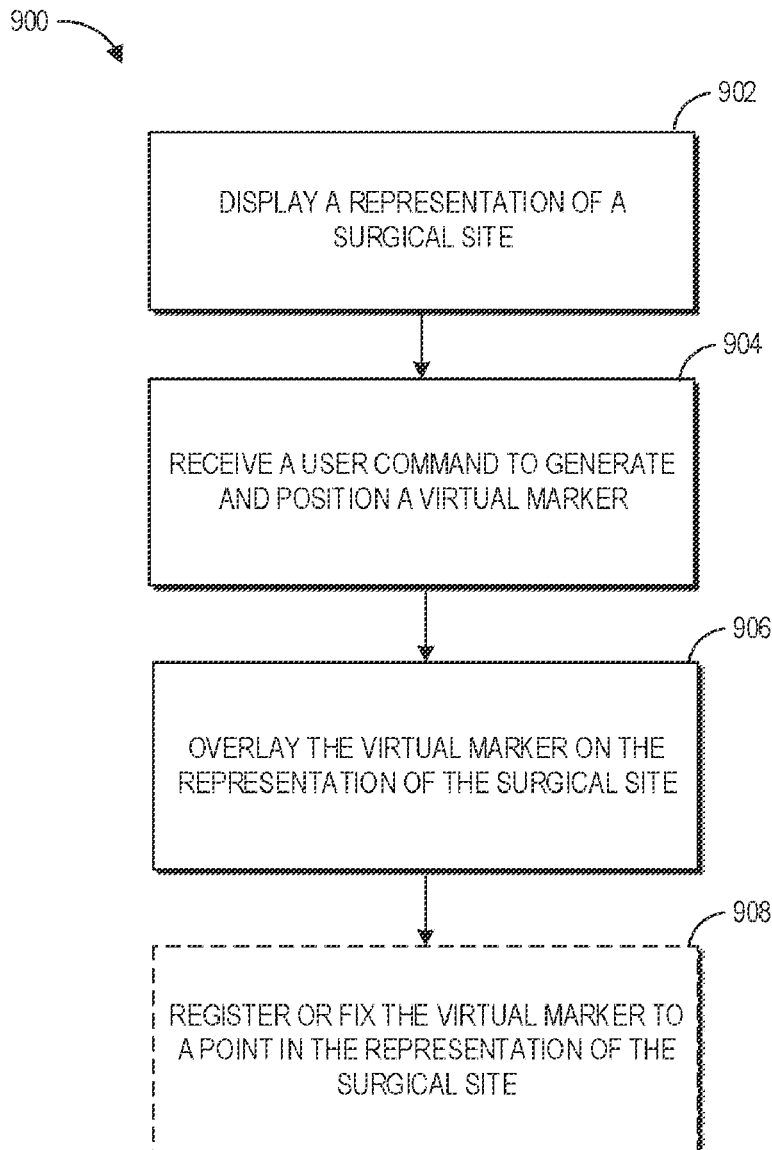 900
902
DISPLAY A REPRESENTATION OF A
SURGICAL SITE
904
RECEIVE A USER COMMAND TO GENERATE
AND POSITION A VIRTUAL MARKER
906
OVERLAY THE VIRTUAL MARKER ON THE
REPRESENTATION OF THE SURGICAL SITE
908
REGISTER OR FIX THE VIRTUAL MARKER TO
A POINT IN THE REPRESENTATION OF THE
SURGICAL SITE